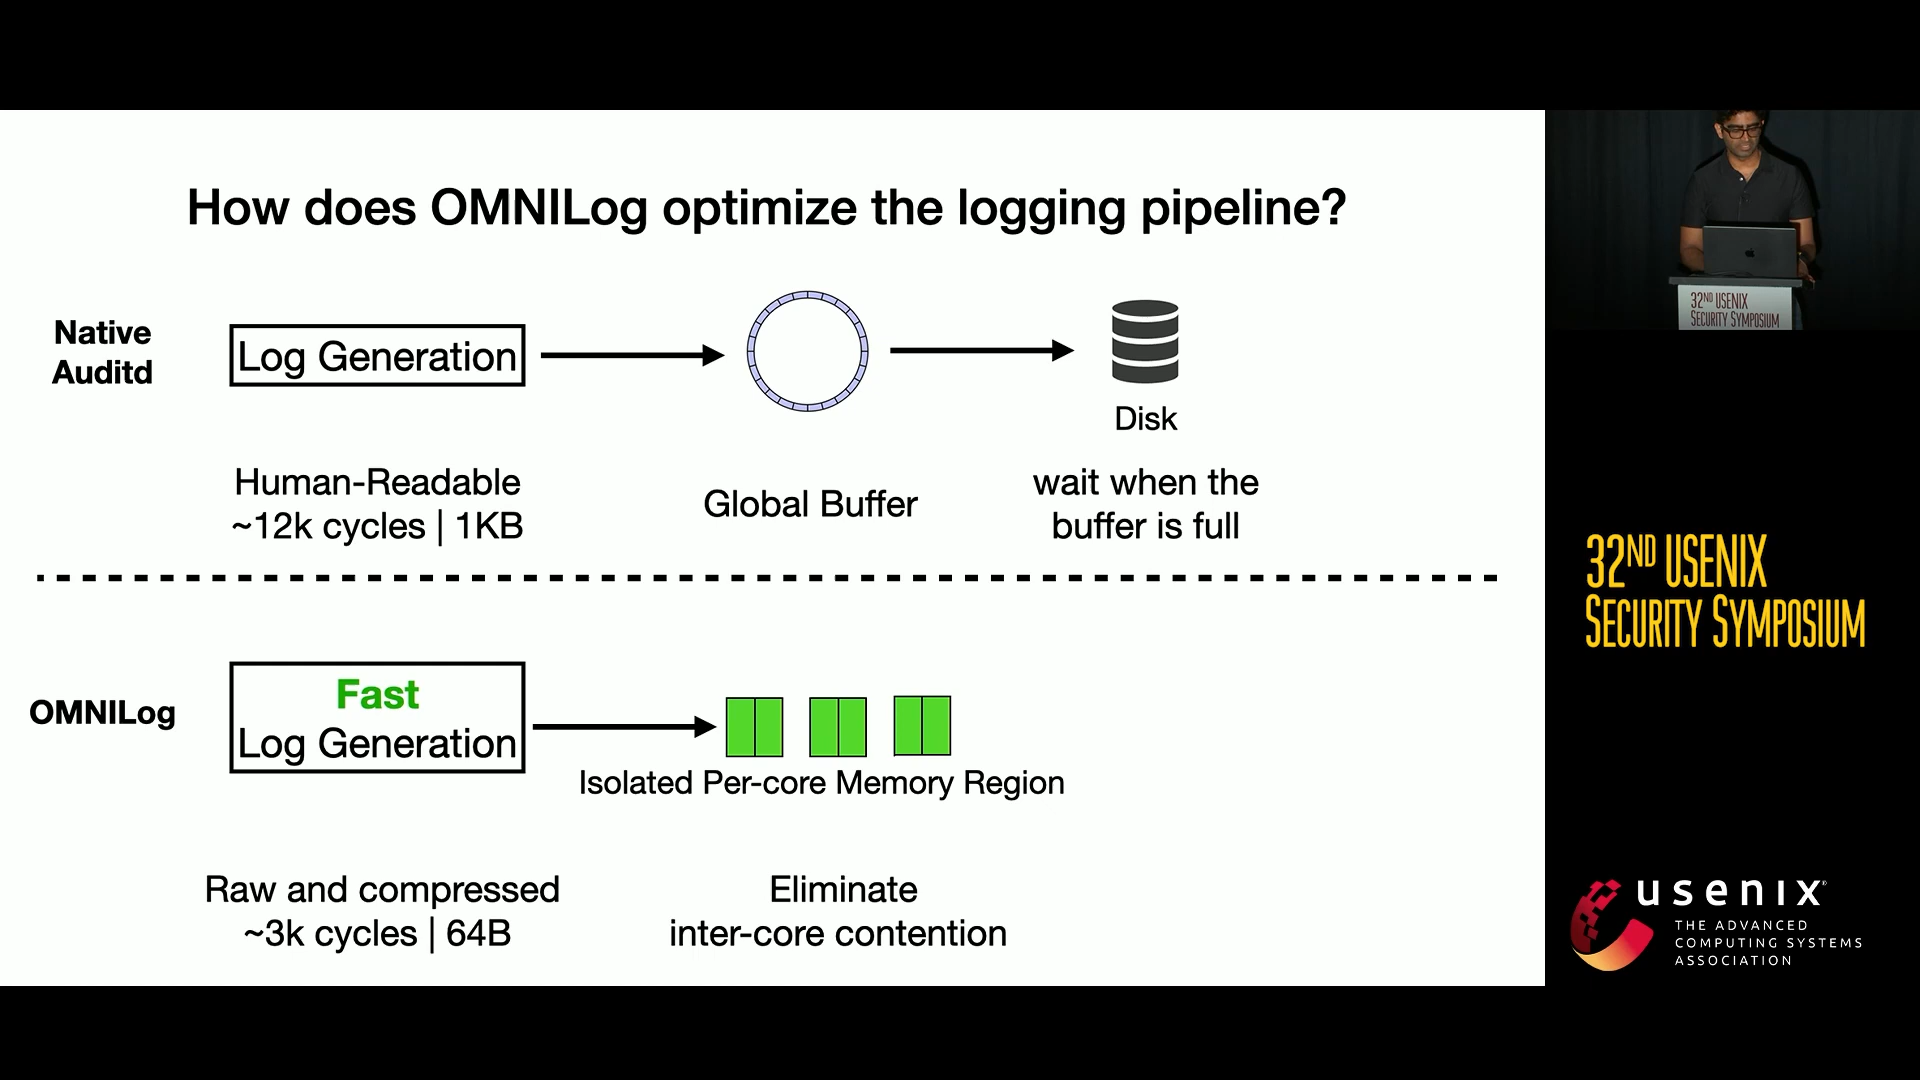 How does OMNILog optimize the logging pipeline?
Native
Auditd
Log Generation
Disk
Human-Readable
~12k cycles | 1KB
Global Buffer
wait when the
buffer is full
OMNILog
Fast
Log Generation
Isolated Per-core Memory Region
Raw and compressed
~3k cycles | 64B
Eliminate
inter-core contention
32ND USENIX
SECURITY SYMPOSIUM
32ND USENIX
SECURITY SYMPOSIUM
usenix
THE ADVANCED
COMPUTING SYSTEMS
ASSOCIATION